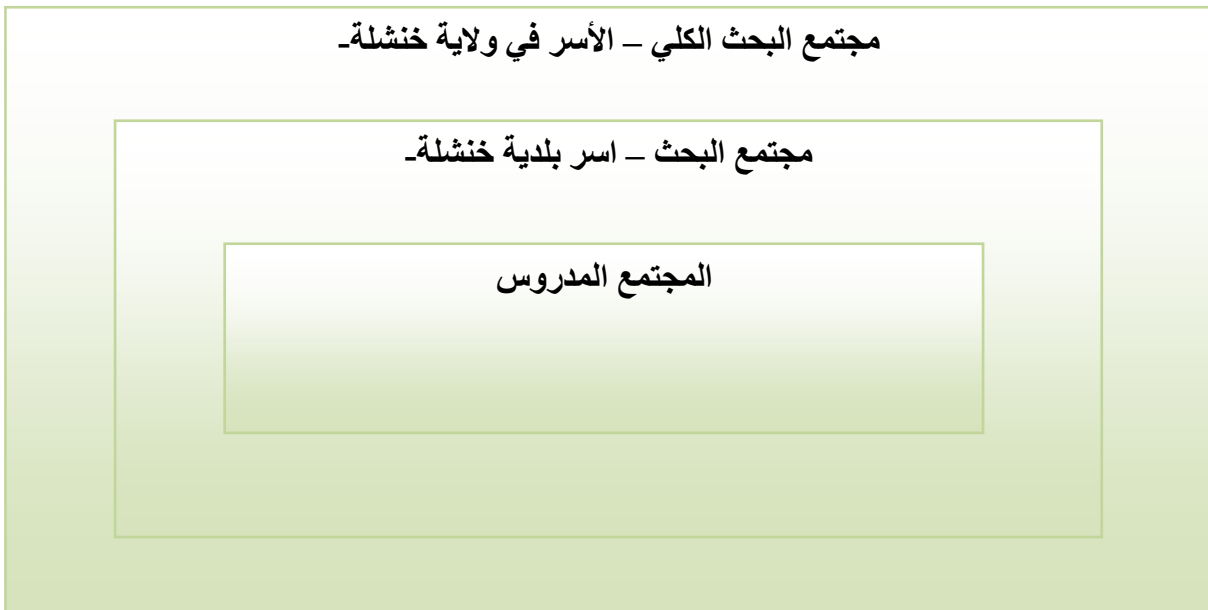 مجتمع البحث الكلي – الأسر في ولاية خنشلة-
مجتمع البحث – اسر بلدية خنشلة-
المجتمع المدروس